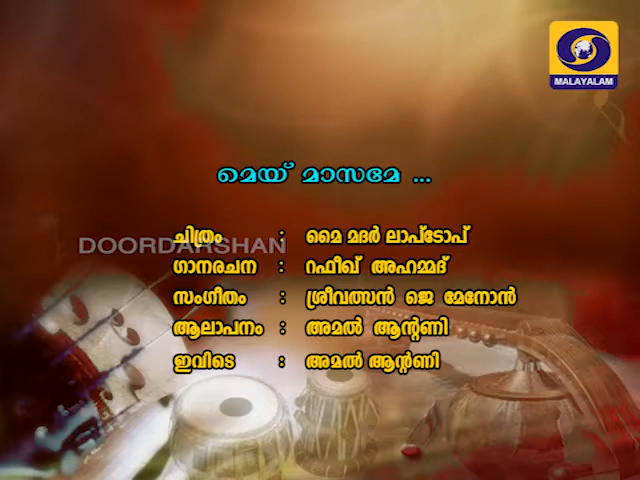 MALAYALAM
മെയ് മാസമേ ...
ചിത്രം : മൈ മദർ ലാപ്ടോപ്
DOORDARSHAN
ഗാനരചന : റഫീഖ് അഹമ്മദ്
സംഗീതം : ശ്രീവത്സൻ ജെ മേനോൻ
ആലാപനം : അമൽ ആന്റണി
ഇവിടെ : അമൽ ആന്റണി